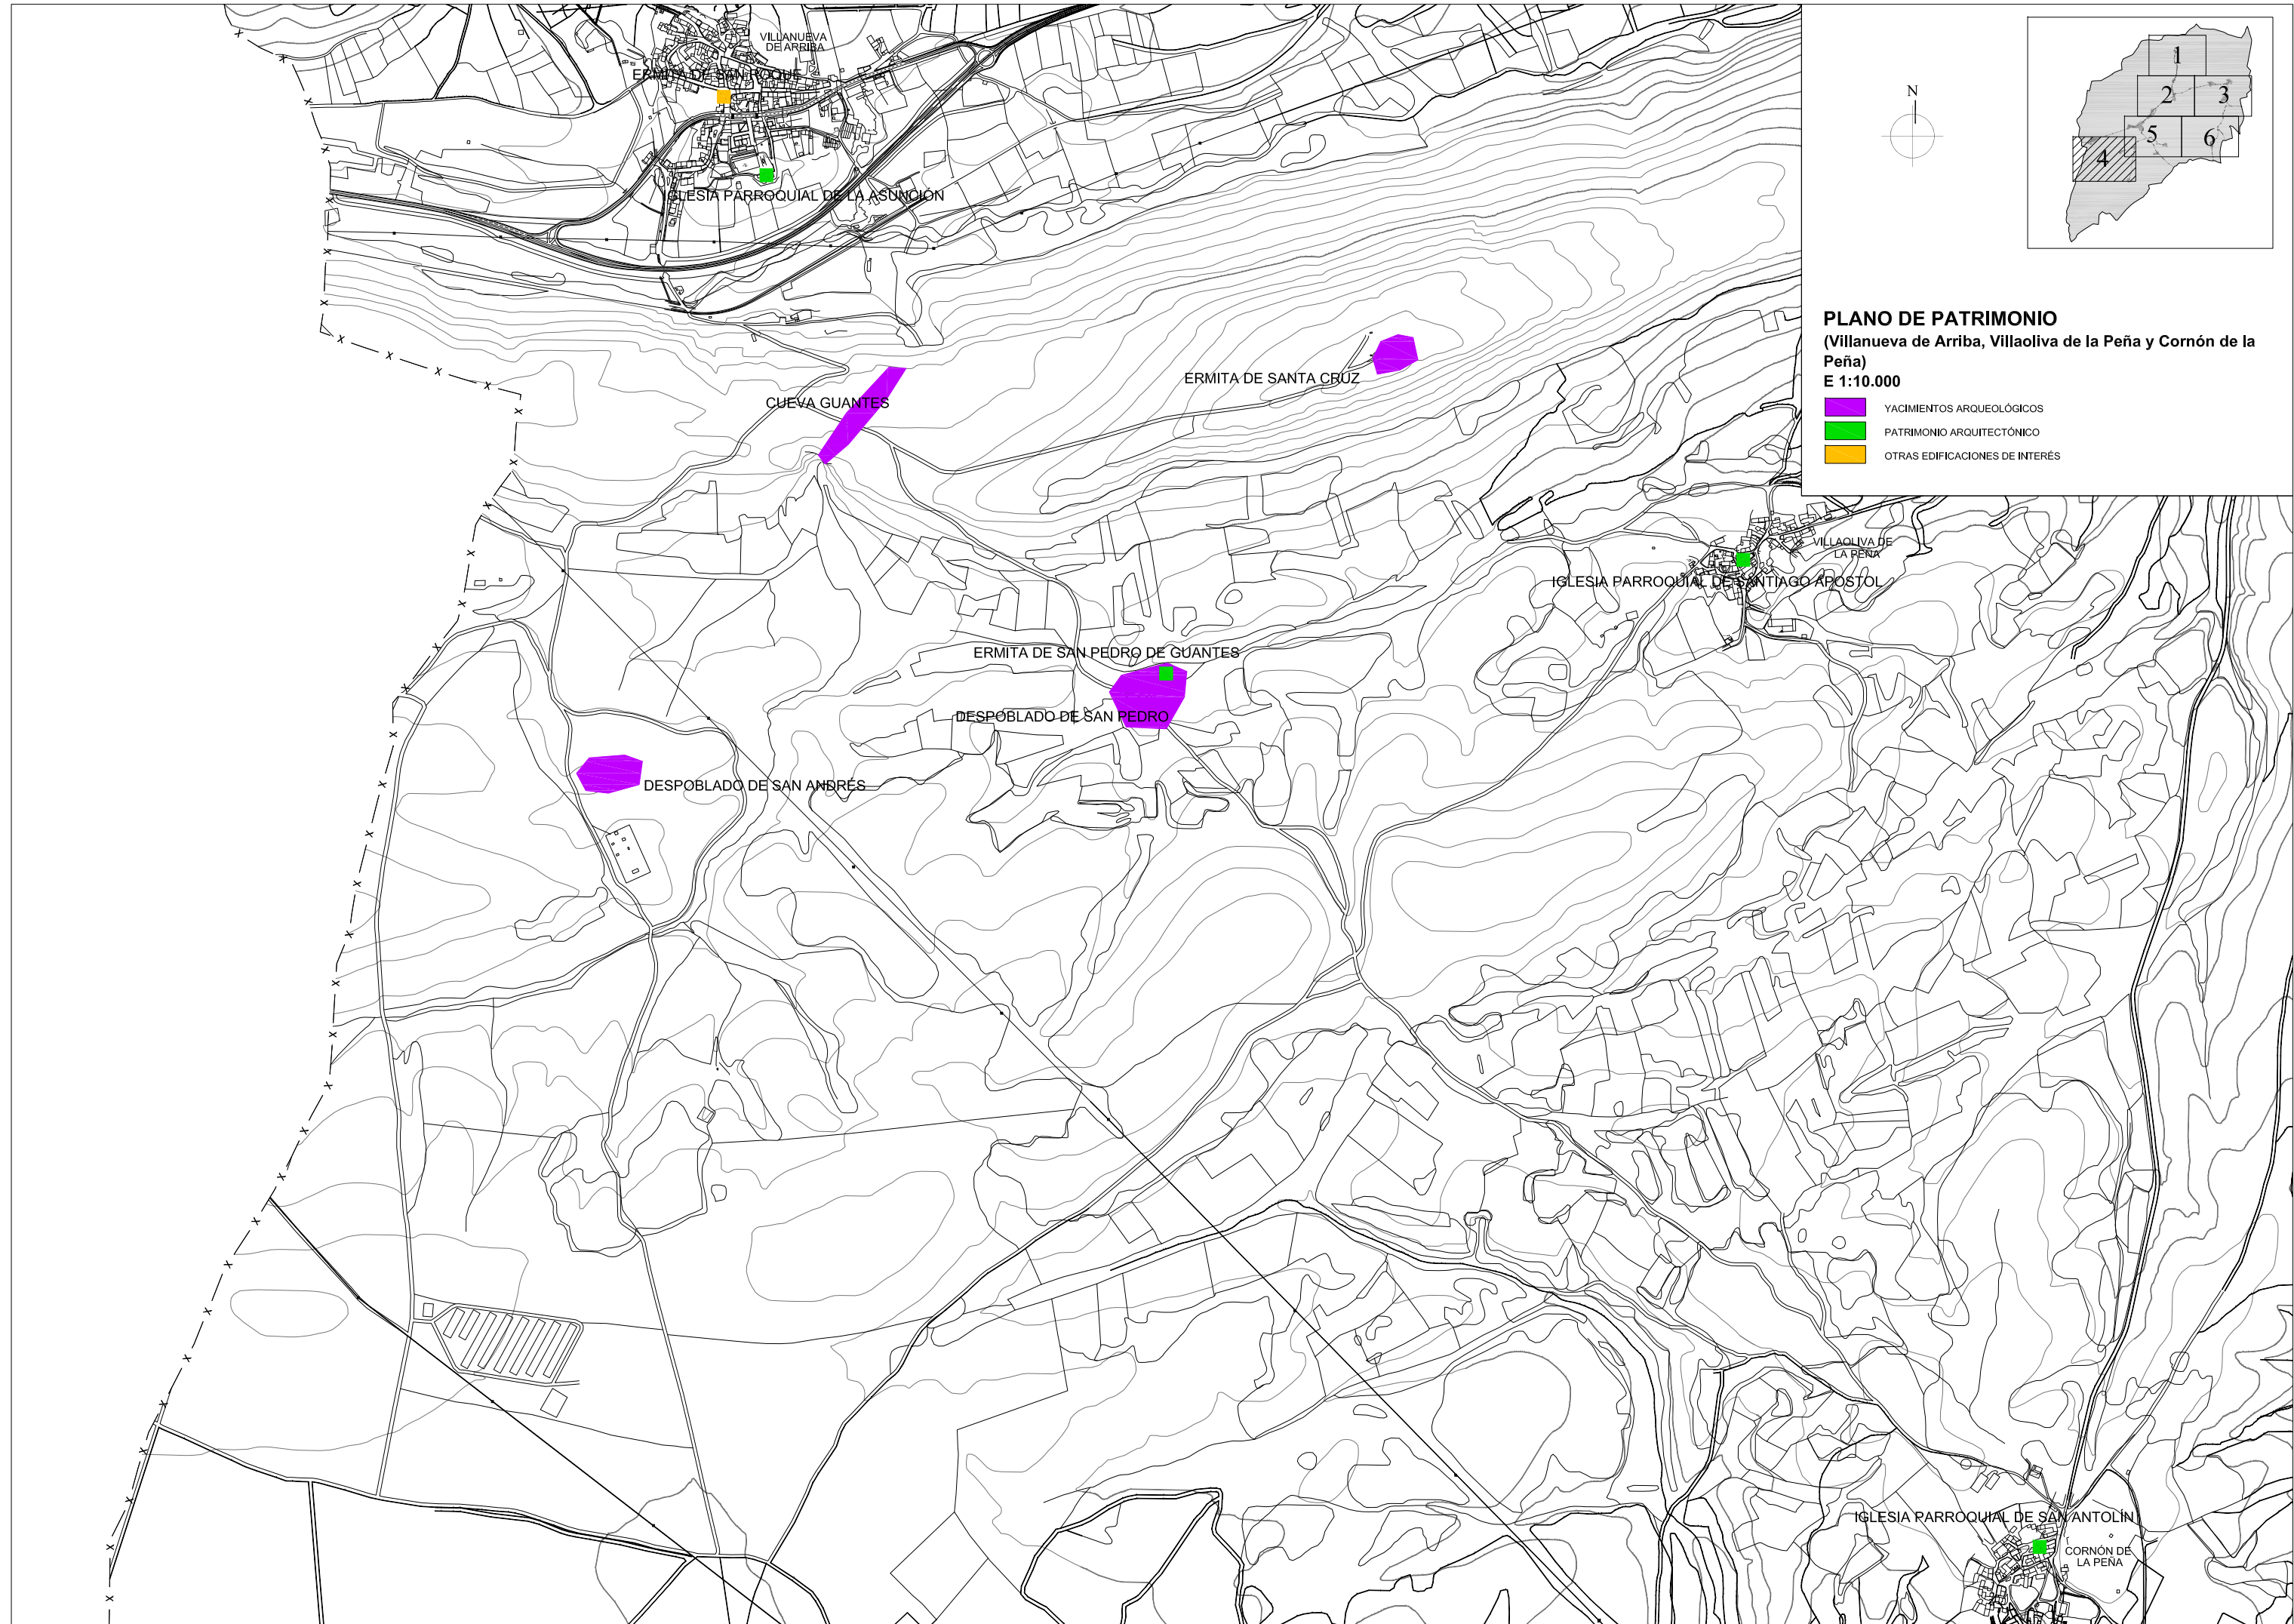 VILLANUEVA
DE ARRIBA
ERMITA DE SAN ROQUE
IGLESIA PARROQUIAL DE LA ASUNCIÓN
N
1
2
3
5
6
4
PLANO DE PATRIMONIO
(Villanueva de Arriba, Villaoliva de la Peña y Cornón de la
Peña)
E 1:10.000
YACIMIENTOS ARQUEOLÓGICOS
PATRIMONIO ARQUITECTÓNICO
OTRAS EDIFICACIONES DE INTERÉS
ERMITA DE SANTA CRUZ
CUEVA GUANTES
VILLAOLIVA DE
LA PEÑA
IGLESIA PARROQUIAL DE SANTIAGO APOSTOL
ERMITA DE SAN PEDRO DE GUANTES
DESPOBLADO DE SAN PEDRO
DESPOBLADO DE SAN ANDRÉS
IGLESIA PARROQUIAL DE SAN ANTOLÍN
CORNÓN DE
LA PEÑA